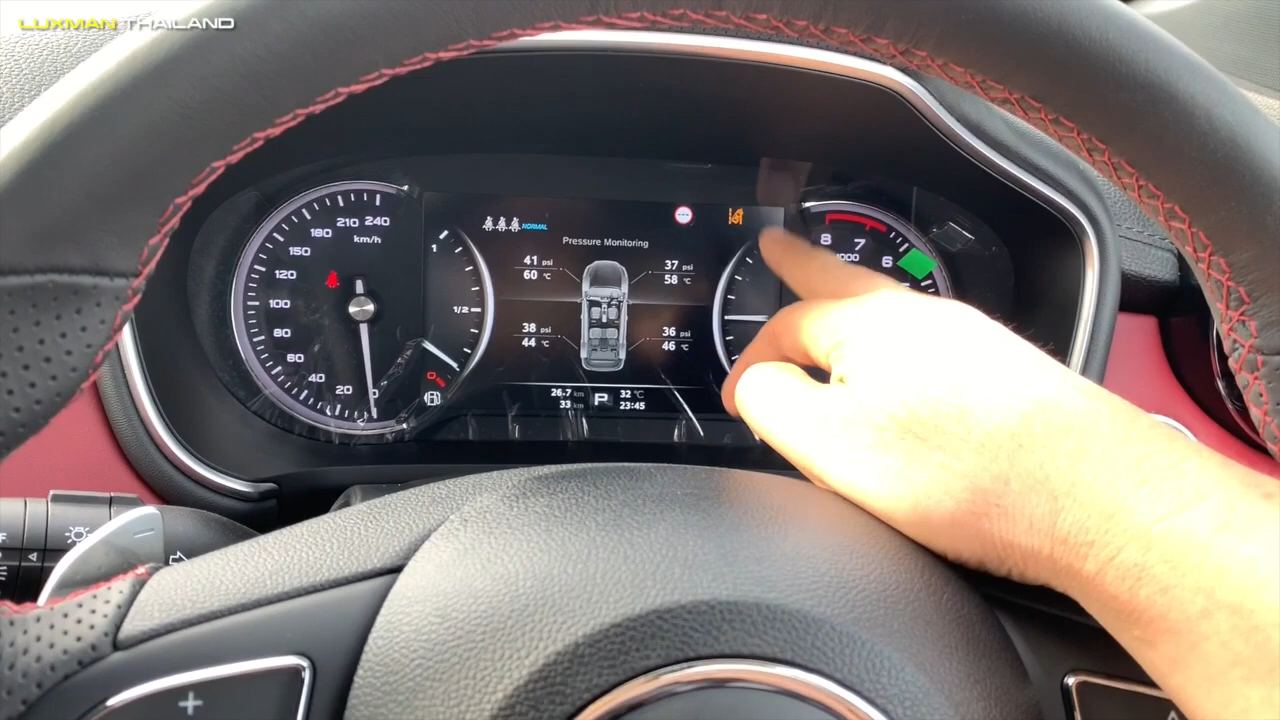 LUXMAN THAILAND
NORMAL
Pressure Monitoring
41 psi
60 °C
37 psi
58 °C
38 psi
44 °C
36 psi
46 °C
26.7 km
33 km
P
32 °C
23:45
240
210
180
150
120
100
80
60
40
20
0
km/h
1
1/2
0
8
7
6
+